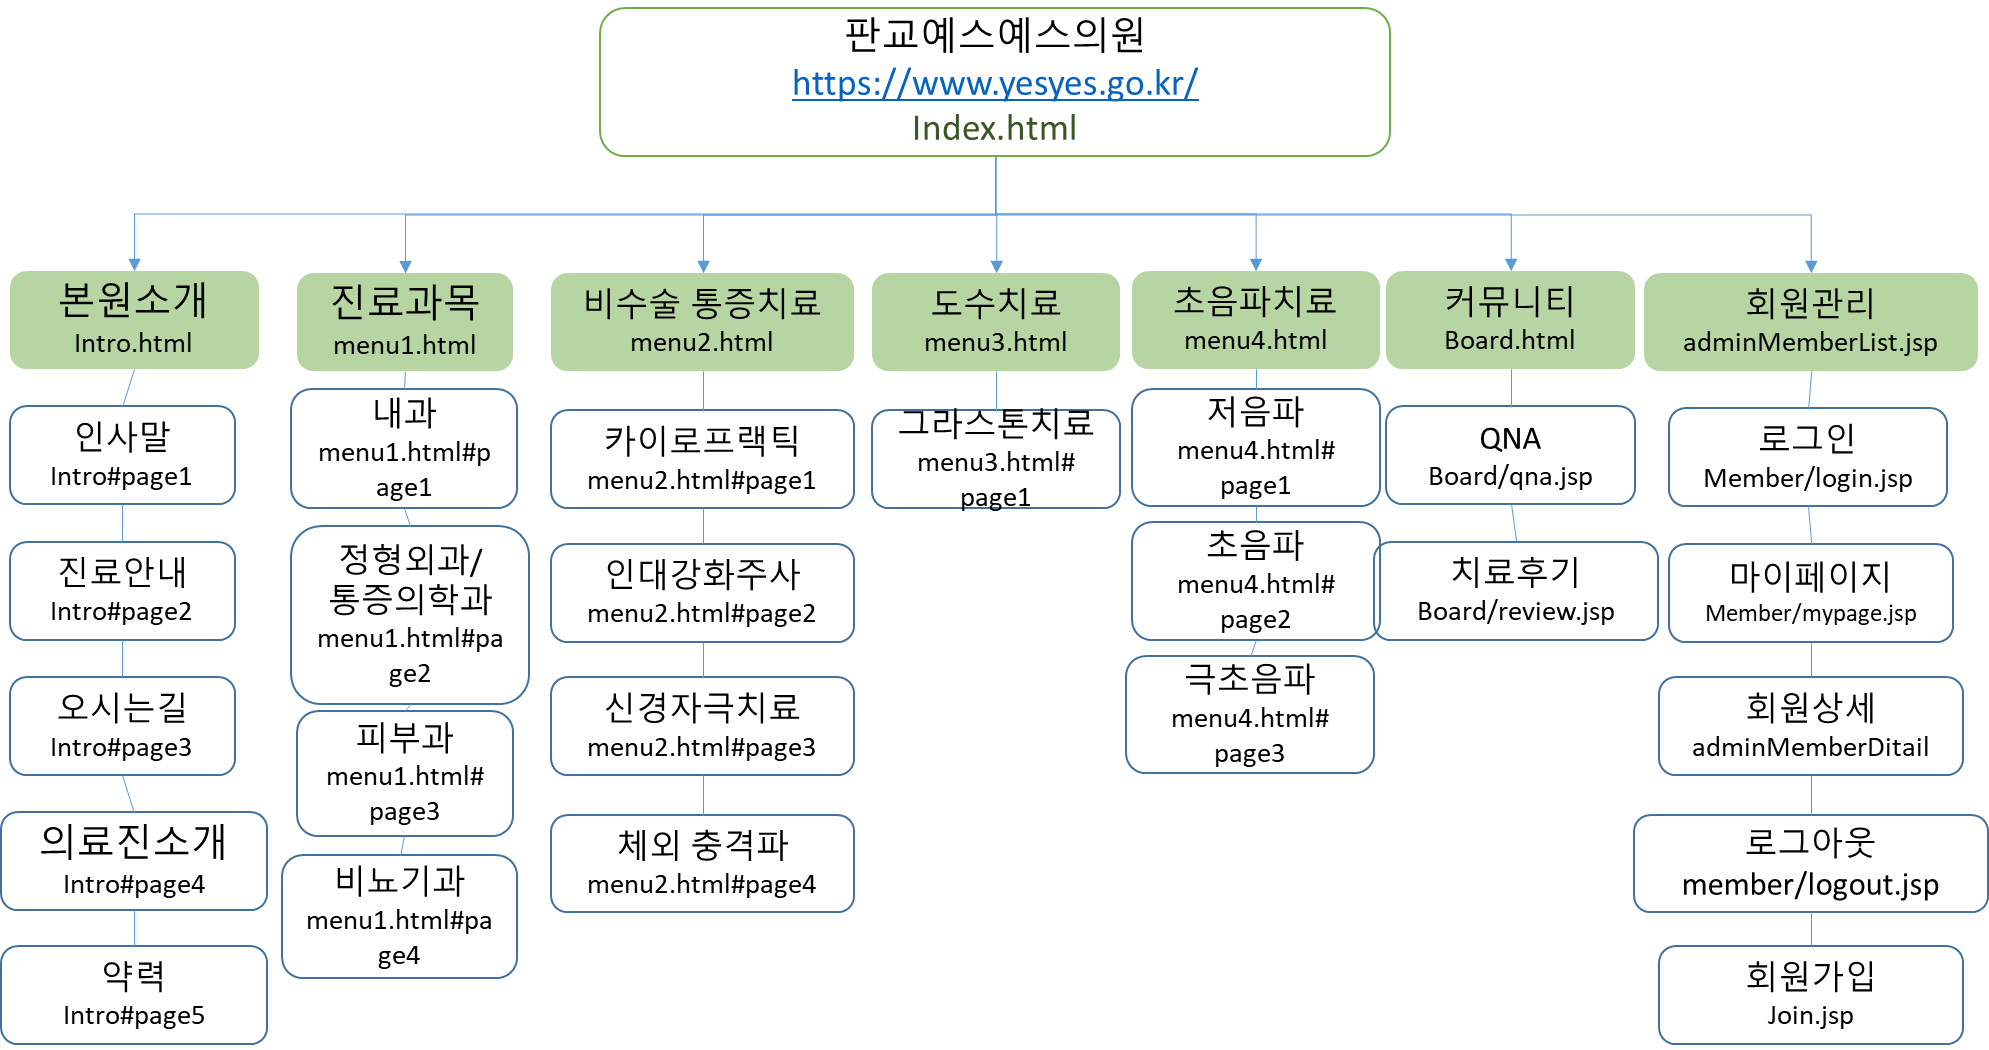 판교예스예스의원
https://www.yesyes.go.kr/
Index.html
본원소개
Intro.html
인사말
Intro#page1
진료안내
Intro#page2
오시는길
Intro#page3
의료진소개
Intro#page4
약력
Intro#page5
진료과목
menu1.html
내과
menu1.html#p
age1
정형외과/
통증의학과
menu1.html#pa
ge2
피부과
menu1.html#
page3
비뇨기과
menu1.html#pa
ge4
비수술 통증치료
menu2.html
카이로프랙틱
menu2.html#page1
인대강화주사
menu2.html#page2
신경자극치료
menu2.html#page3
체외 충격파
menu2.html#page4
도수치료
menu3.html
그라스톤치료
menu3.html#
page1
초음파치료
menu4.html
저음파
menu4.html#
page1
초음파
menu4.html#
page2
극초음파
menu4.html#
page3
커뮤니티
Board.html
QNA
Board/qna.jsp
치료후기
Board/review.jsp
회원관리
adminMemberList.jsp
로그인
Member/login.jsp
마이페이지
Member/mypage.jsp
회원상세
adminMemberDitail
로그아웃
member/logout.jsp
회원가입
Join.jsp